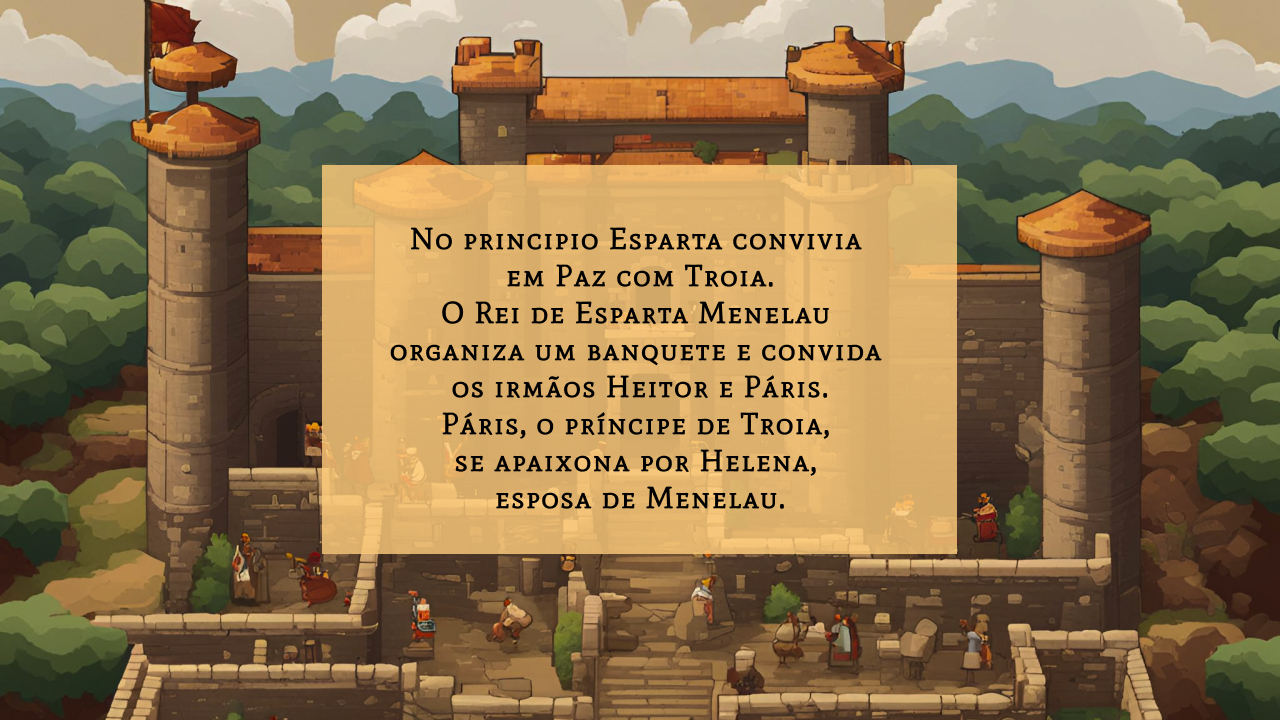 No principio Esparta convivia
em Paz com Troia.
O Rei de Esparta Menelau
organiza um banquete e convida
os irmãos Heitor e Páris.
Páris, o príncipe de Troia,
se apaixona por Helena,
esposa de Menelau.